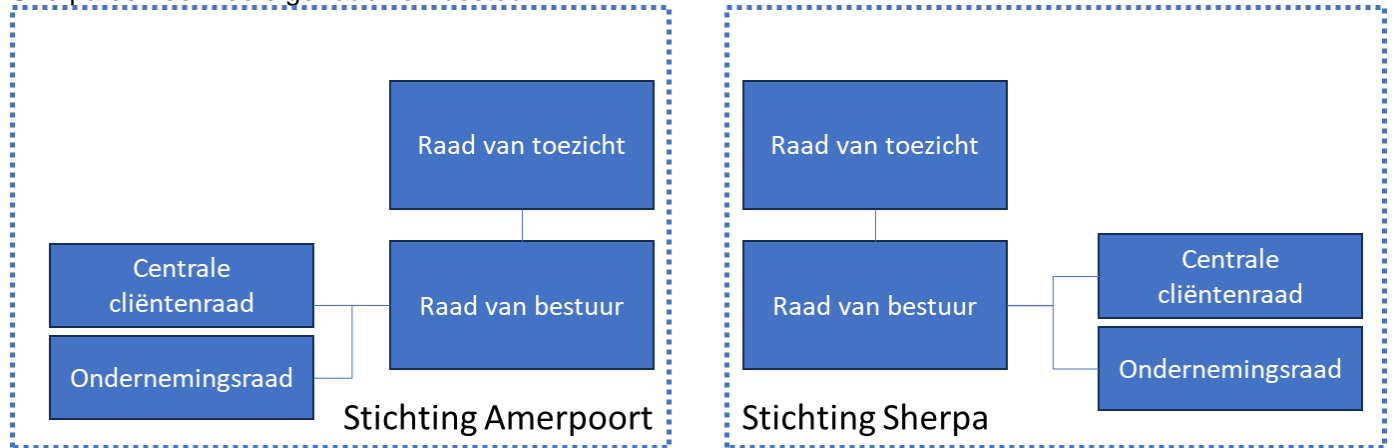 Raad van toezicht
Raad van bestuur
Centrale
cliëntenraad
Ondernemingsraad
Stichting Amerpoort
Raad van toezicht
Raad van bestuur
Centrale
cliëntenraad
Ondernemingsraad
Stichting Sherpa